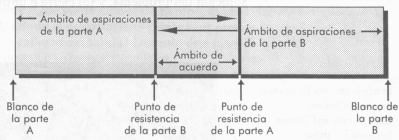 Ámbito de aspiraciones
de la parte A
Ámbito de
acuerdo
Ámbito de aspiraciones
de la parte B
Blanco de
la parte
A
Punto de
resistencia
de la parte B
Punto de
resistencia
de la parte A
Blanco de
la parte
B